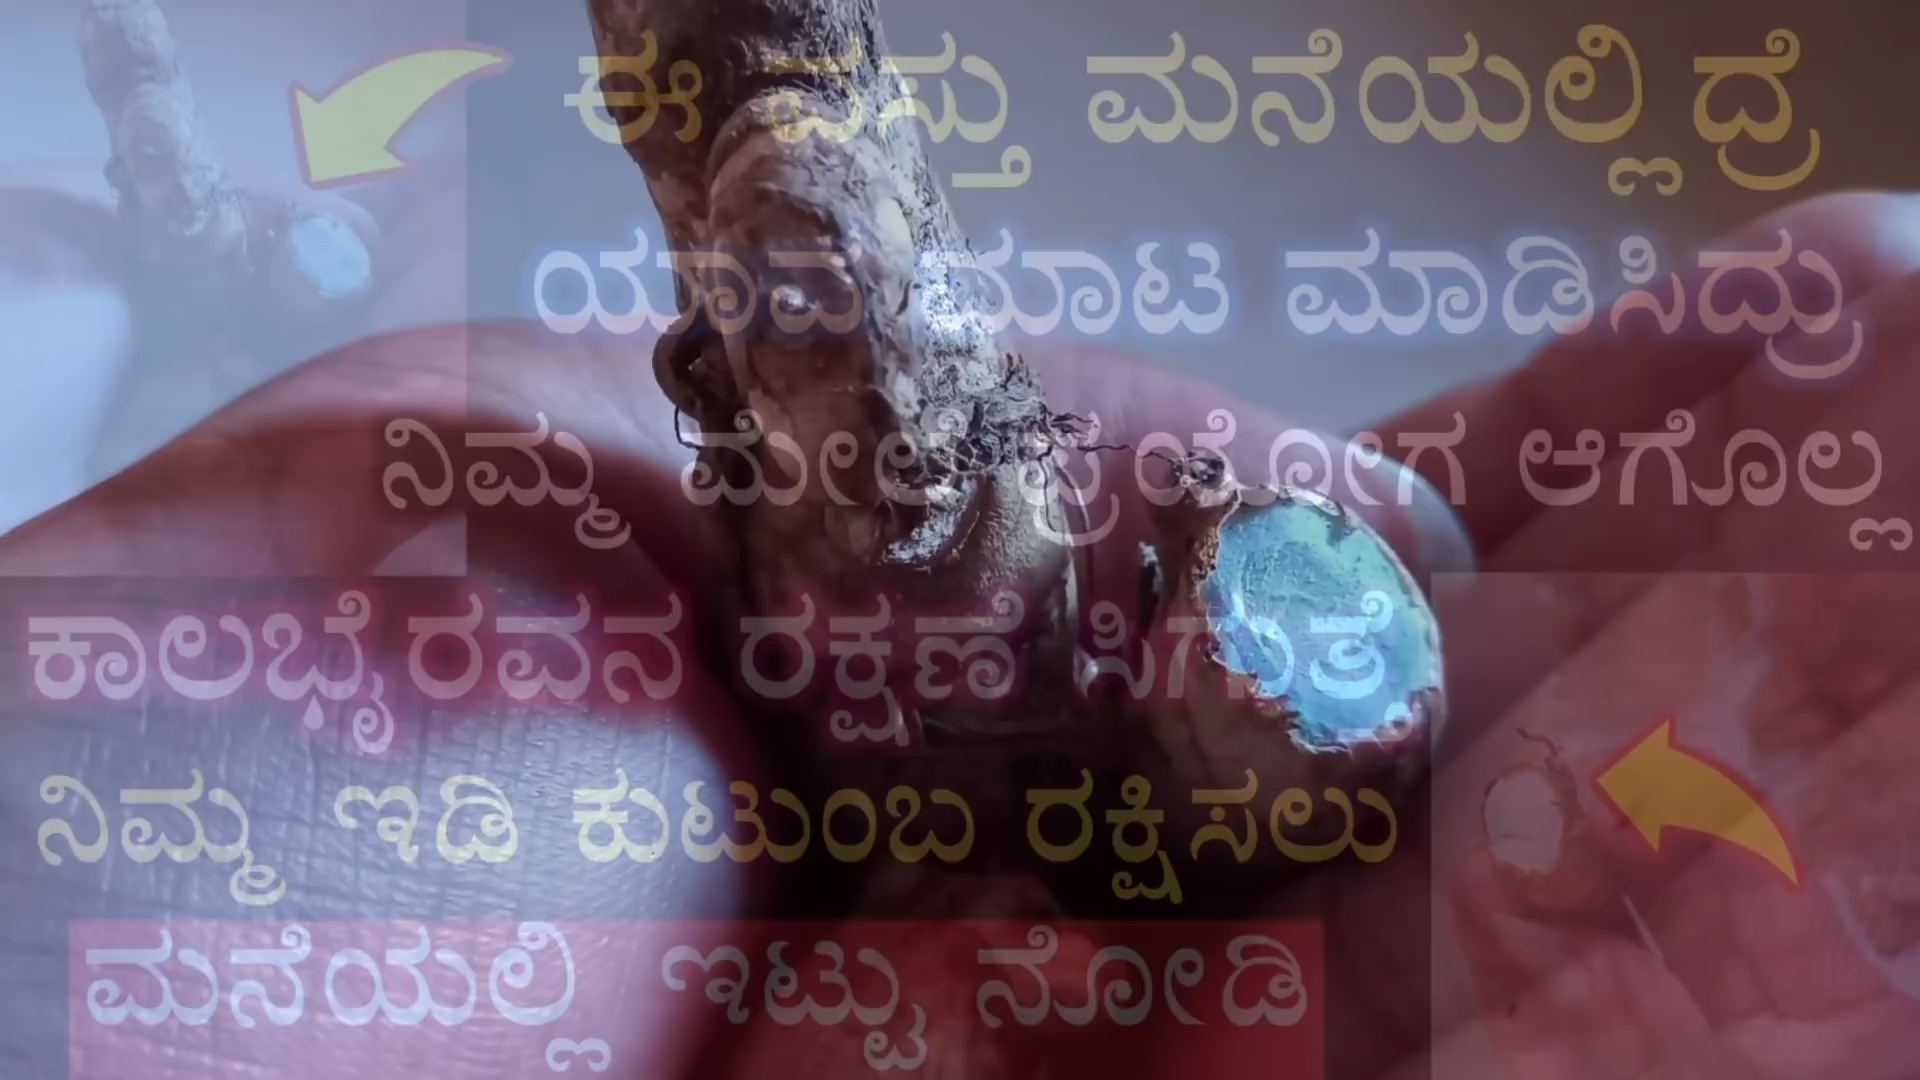 ಈ ವಸ್ತು ಮನೆಯಲ್ಲಿದ್ರೆ
ಯಾವ ಮಾಟ ಮಾಡಿಸಿದ್ರು
ನಿಮ್ಮ ಮೇಲೆ ಪ್ರಯೋಗ ಆಗೊಲ್ಲ
ಕಾಲಭೈರವನ ರಕ್ಷಣೆ ಸಿಗುತ್ತೆ
ನಿಮ್ಮ ಇಡಿ ಕುಟುಂಬ ರಕ್ಷಿಸಲು
ಮನೆಯಲ್ಲಿ ಇಟ್ಟು ನೋಡಿ